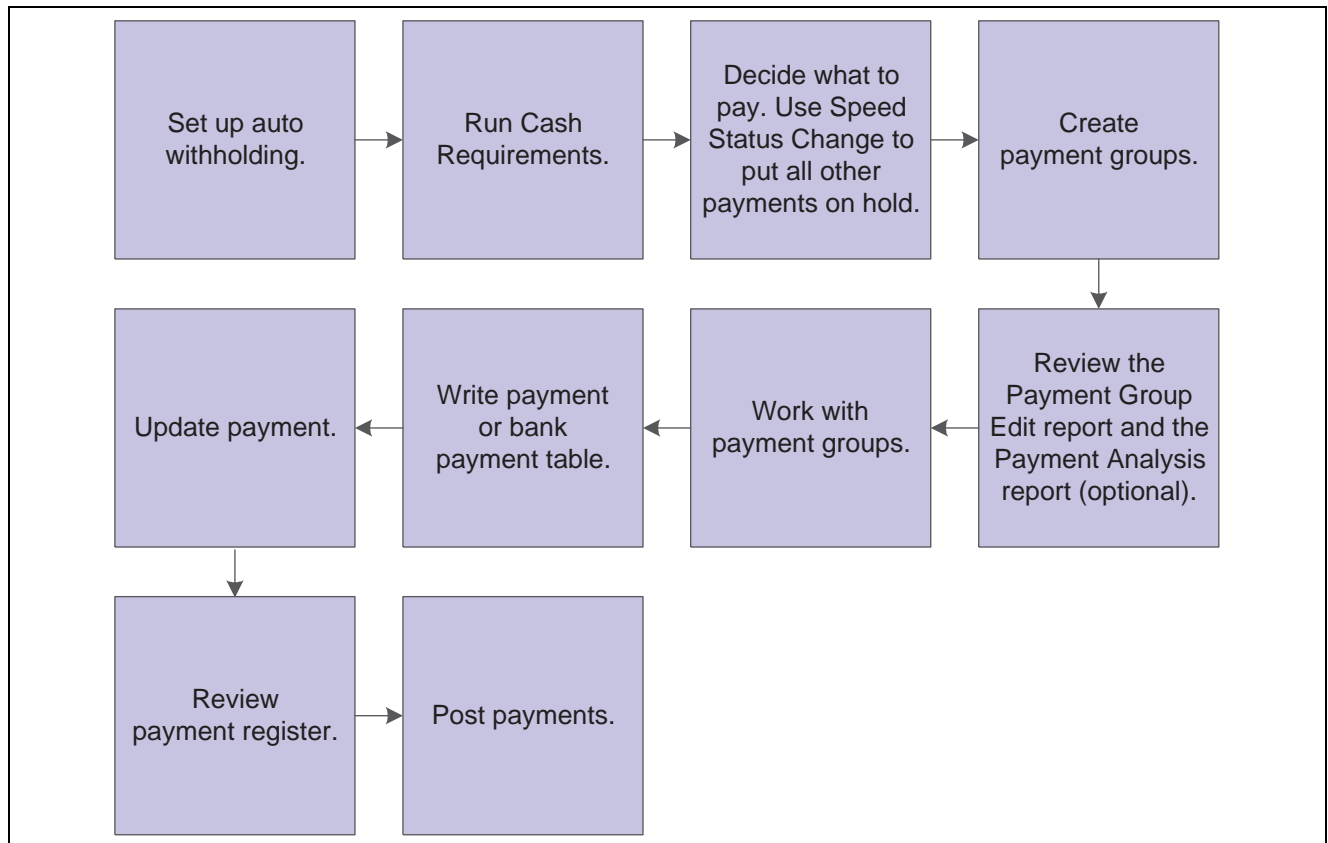 Set up auto
withholding.
Run Cash
Requirements.
Decide what to
pay. Use Speed
Status Change to
put all other
payments on hold.
Create
payment groups.
Review the
Payment Group
Edit report and the
Payment Analysis
report (optional).
Work with
payment groups.
Write payment
or bank
payment table.
Update payment.
Review
payment register.
Post payments.